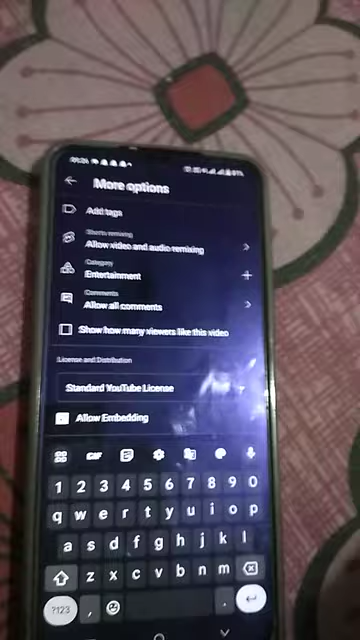 More options
Add tags
Shorts remixing
Allow video and audio remixing
Category
Entertainment
Comments
Allow all comments
Show how many viewers like this video
License and Distribution
Standard YouTube License
Allow Embedding
GIF
1 2 3 4 5 6 7 8 9 0
q w e r t y u i o p
a s d f g h j k l
z x c v b n m
?123 , .